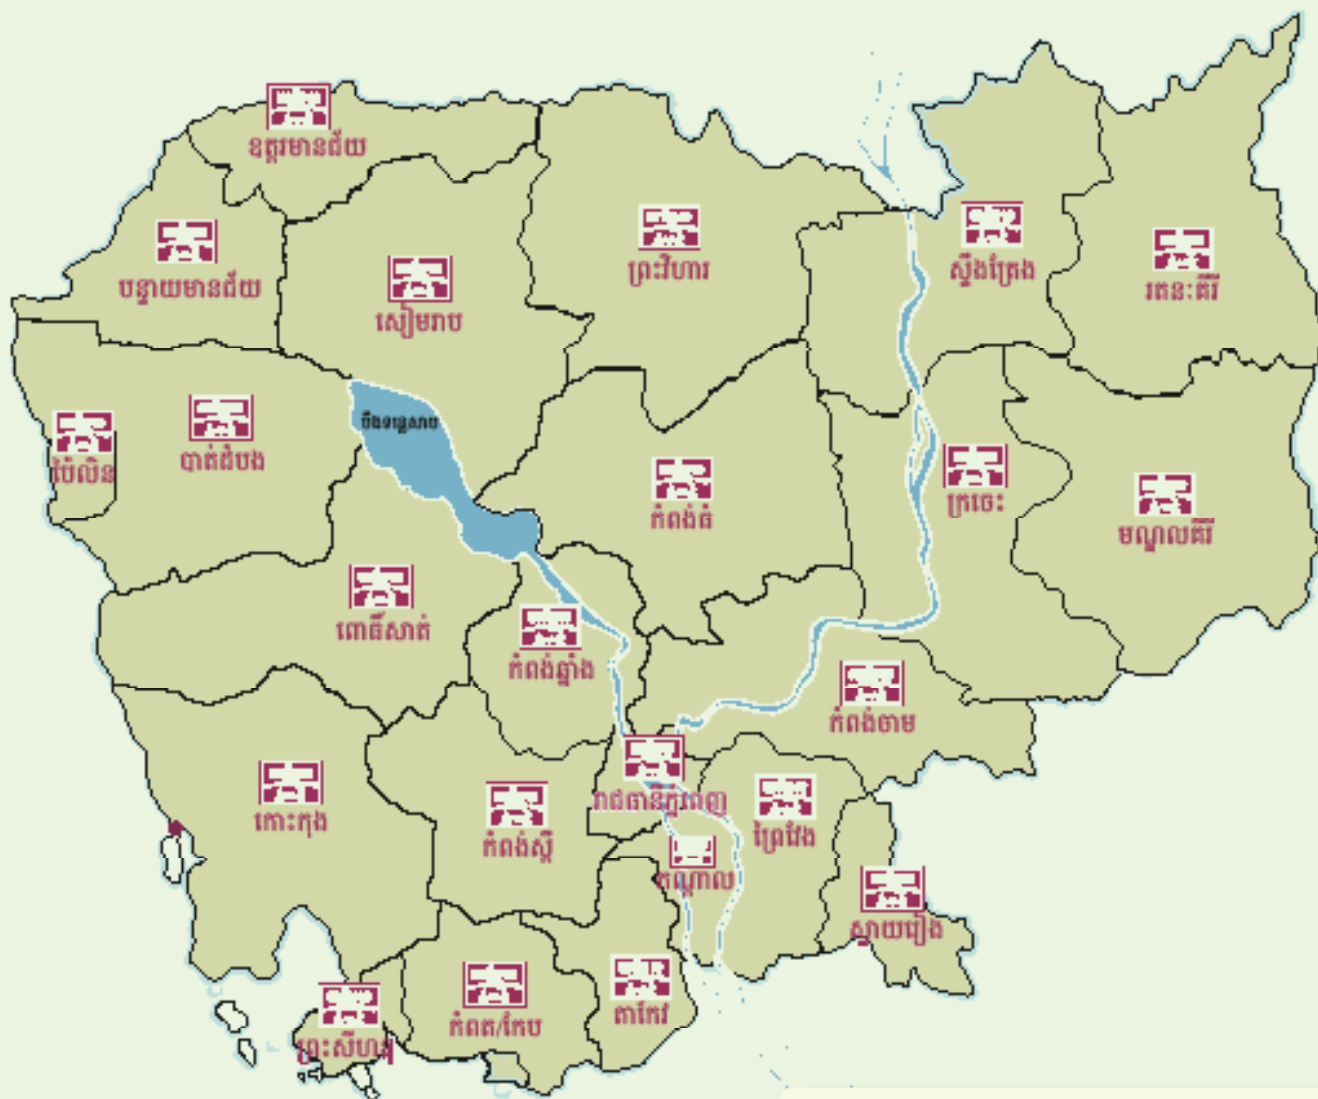 ឧត្តរមានជ័យ
ព្រះវិហារ
ស្ទឹងត្រែង
រតនៈគិរី
បន្ទាយមានជ័យ
សៀមរាប
បឹងទន្លេសាប
ប៉ៃលិន
បាត់ដំបង
កំពង់ធំ
ក្រចេះ
មណ្ឌលគិរី
ពោធិ៍សាត់
កំពង់ឆ្នាំង
កំពង់ចាម
កោះកុង
កំពង់ស្ពឺ
រាជធានីភ្នំពេញ
ព្រៃវែង
កណ្តាល
ស្វាយរៀង
ព្រះសីហនុ
កំពត/កែប
តាកែវ